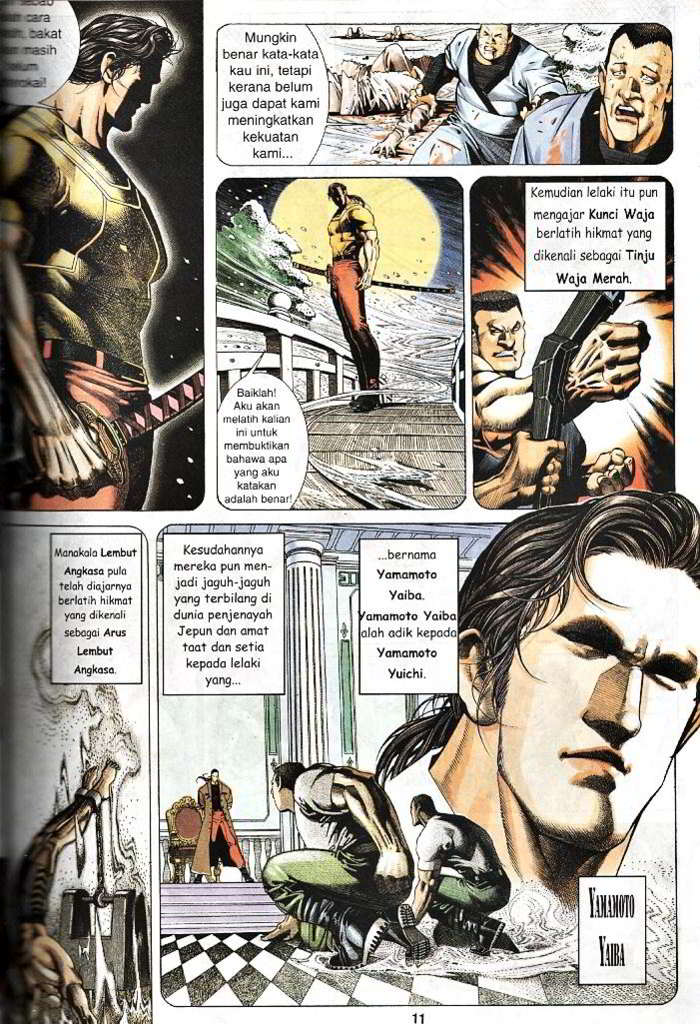 cara
bakat
masih
Mungkin
benar kata-kata
kau ini, tetapi
kerana belum
juga dapat kami
meningkatkan
kekuatan
kami...
Baiklah!
Aku akan
melatih kalian
ini untuk
membuktikan
bahawa apa
yang aku
katakan
adalah benar!
Kemudian lelaki itu pun
mengajar Kunci Waja
berlatih hikmat yang
dikenali sebagai Tinju
Waja Merah.
Manakala Lembut
Angkasa pula
telah diajarnya
berlatih hikmat
yang dikenali
sebagai Arus
Lembut
Angkasa.
Kesudahannya
mereka pun men-
jadi jaguh-jaguh
yang terbilang di
dunia penjenayah
Jepun dan amat
taat dan setia
kepada lelaki
yang...
...bernama
Yamamoto
Yaiba.
Yamamoto Yaiba
alah adik kepada
Yamamoto
Yuichi.
YAMAMOTO
YAIBA
11